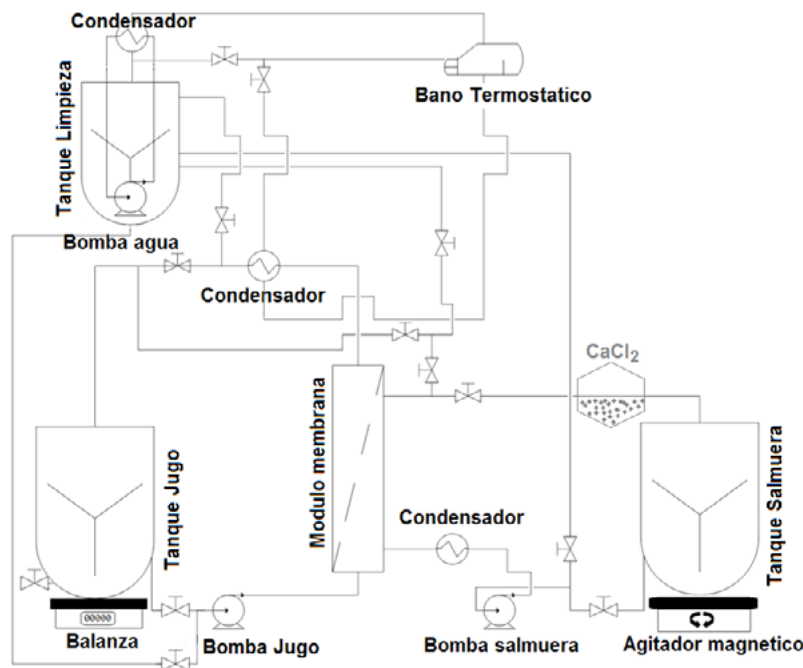 Condensador
Tanque Limpieza
Bano Termostatico
Bomba agua
Condensador
CaCl₂
Modulo membrana
Tanque Jugo
Condensador
Tanque Salmuera
00000
Balanza
Bomba Jugo
Bomba salmuera
Agitador magnetico